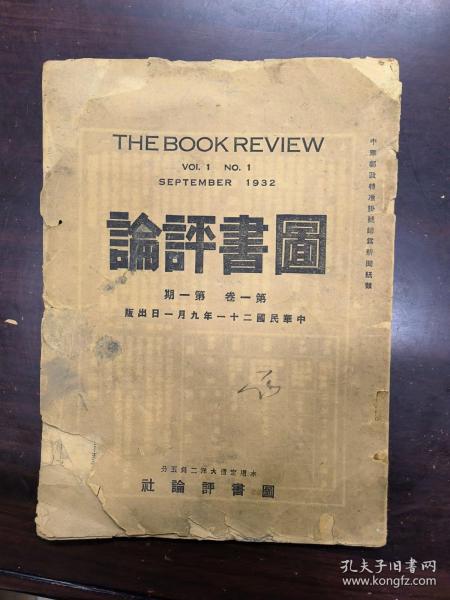 THE BOOK REVIEW
VOL. 1 NO. 1
SEPTEMBER 1932
圖書評論
第一卷 第一期
中華民國二十一年九月一日出版
中華郵政特准掛號認爲新聞紙類
本項定價大洋二角五分
圖書評論社
孔夫子旧书网
www.kongfz.com